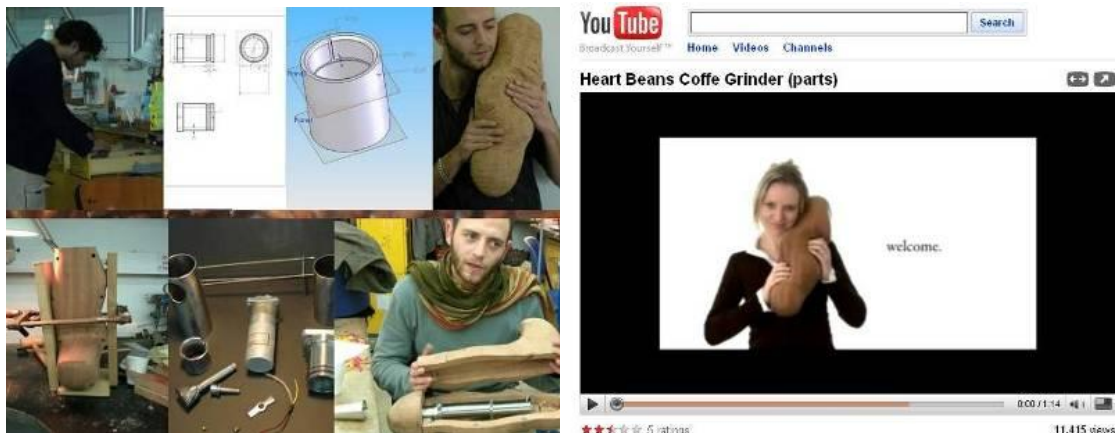 You Tube
Broadcast Yourself™
Search
Home Videos Channels
Heart Beans Coffe Grinder (parts)
welcome.
0:00 / 1:14
5 ratings
11,415 views